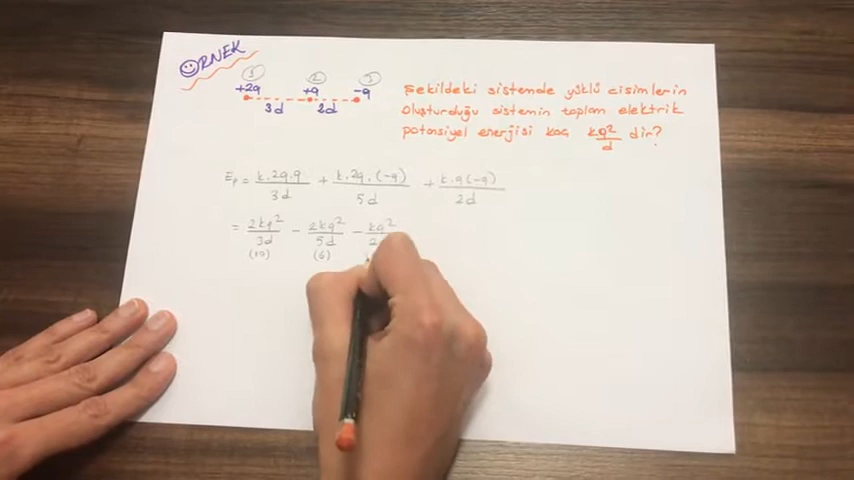 ÖRNEK
① ② ③
+2q +q -q
3d 2d
Şekildeki sistemde yüklü cisimlerin
oluşturduğu sistemin toplam elektrik
potansiyel enerjisi kaç kq²/d dir?
Ep = k.2q.q/3d + k.2q.(-q)/5d + k.q(-q)/2d
= 2kq²/3d - 2kq²/5d - kq²/2
(10) (6)